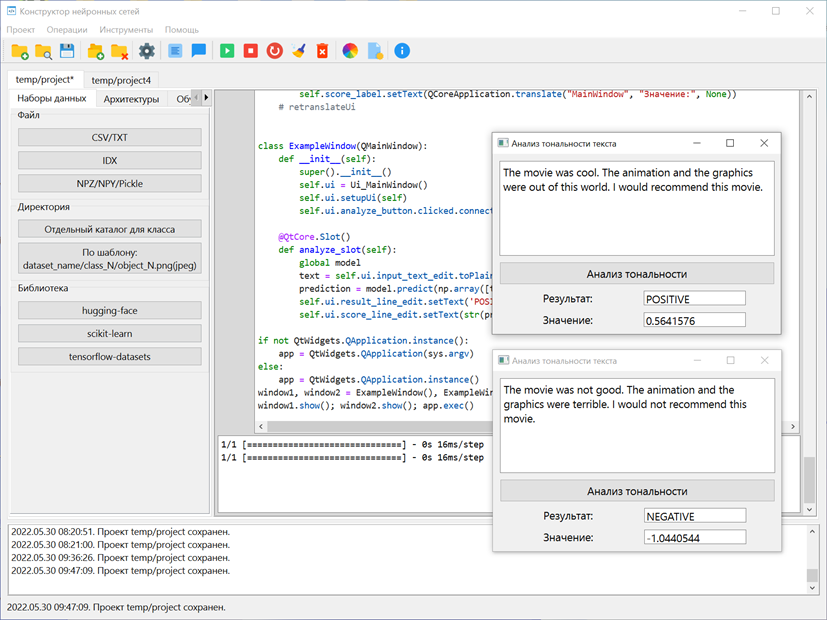 Конструктор нейронных сетей
Проект Операции Инструменты Помощь
temp/project* temp/project4
Наборы данных Архитектуры Обу
Файл
CSV/TXT
IDX
NPZ/NPY/Pickle
Директория
Отдельный каталог для класса
По шаблону:
dataset_name/class_N/object_N.png(jpeg)
Библиотека
hugging-face
scikit-learn
tensorflow-datasets
self.score_label.setText(QCoreApplication.translate("MainWindow", "Значение:", None))
# retranslateUi
class ExampleWindow(QMainWindow):
def __init__(self):
super().__init__()
self.ui = Ui_MainWindow()
self.ui.setupUi(self)
self.ui.analyze_button.clicked.connect
@QtCore.Slot()
def analyze_slot(self):
global model
text = self.ui.input_text_edit.toPlain
prediction = model.predict(np.array([t
self.ui.result_line_edit.setText('POSI
self.ui.score_line_edit.setText(str(pr
if not QtWidgets.QApplication.instance():
app = QtWidgets.QApplication(sys.argv)
else:
app = QtWidgets.QApplication.instance()
window1, window2 = ExampleWindow(), ExampleWin
window1.show(); window2.show(); app.exec()
1/1 [==============================] - 0s 16ms/step
1/1 [==============================] - 0s 16ms/step
Анализ тональности текста
The movie was cool. The animation and the graphics
were out of this world. I would recommend this movie.
Анализ тональности
Результат: POSITIVE
Значение: 0.5641576
Анализ тональности текста
The movie was not good. The animation and the
graphics were terrible. I would not recommend this
movie.
Анализ тональности
Результат: NEGATIVE
Значение: -1.0440544
2022.05.30 08:20:51. Проект temp/project сохранен.
2022.05.30 08:21:00. Проект temp/project сохранен.
2022.05.30 09:36:26. Проект temp/project сохранен.
2022.05.30 09:47:09. Проект temp/project сохранен.
2022.05.30 09:47:09. Проект temp/project сохранен.